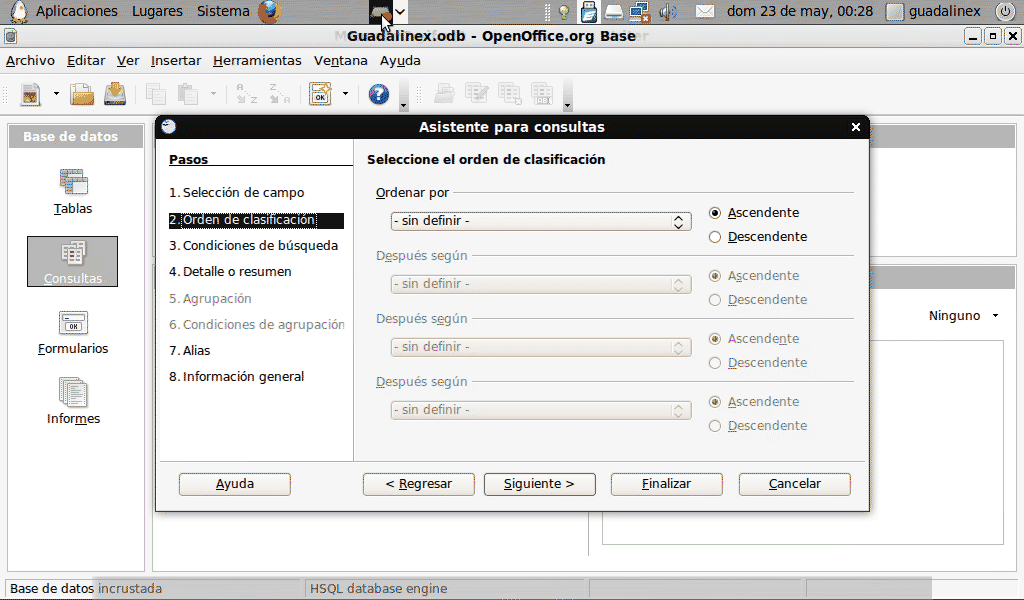 Aplicaciones Lugares Sistema dom 23 de may, 00:28 guadalinex
Guadalinex.odb - OpenOffice.org Base
Archivo Editar Ver Insertar Herramientas Ventana Ayuda
Base de datos
Tablas
Consultas
Formularios
Informes
Asistente para consultas
Pasos
1. Selección de campo
2. Orden de clasificación
3. Condiciones de búsqueda
4. Detalle o resumen
5. Agrupación
6. Condiciones de agrupación
7. Alias
8. Información general
Seleccione el orden de clasificación
Ordenar por
- sin definir -
Ascendente
Descendente
Después según
- sin definir -
Ascendente
Descendente
Después según
- sin definir -
Ascendente
Descendente
Después según
- sin definir -
Ascendente
Descendente
Ayuda < Regresar Siguiente > Finalizar Cancelar
Ninguno
Base de datos incrustada HSQL database engine